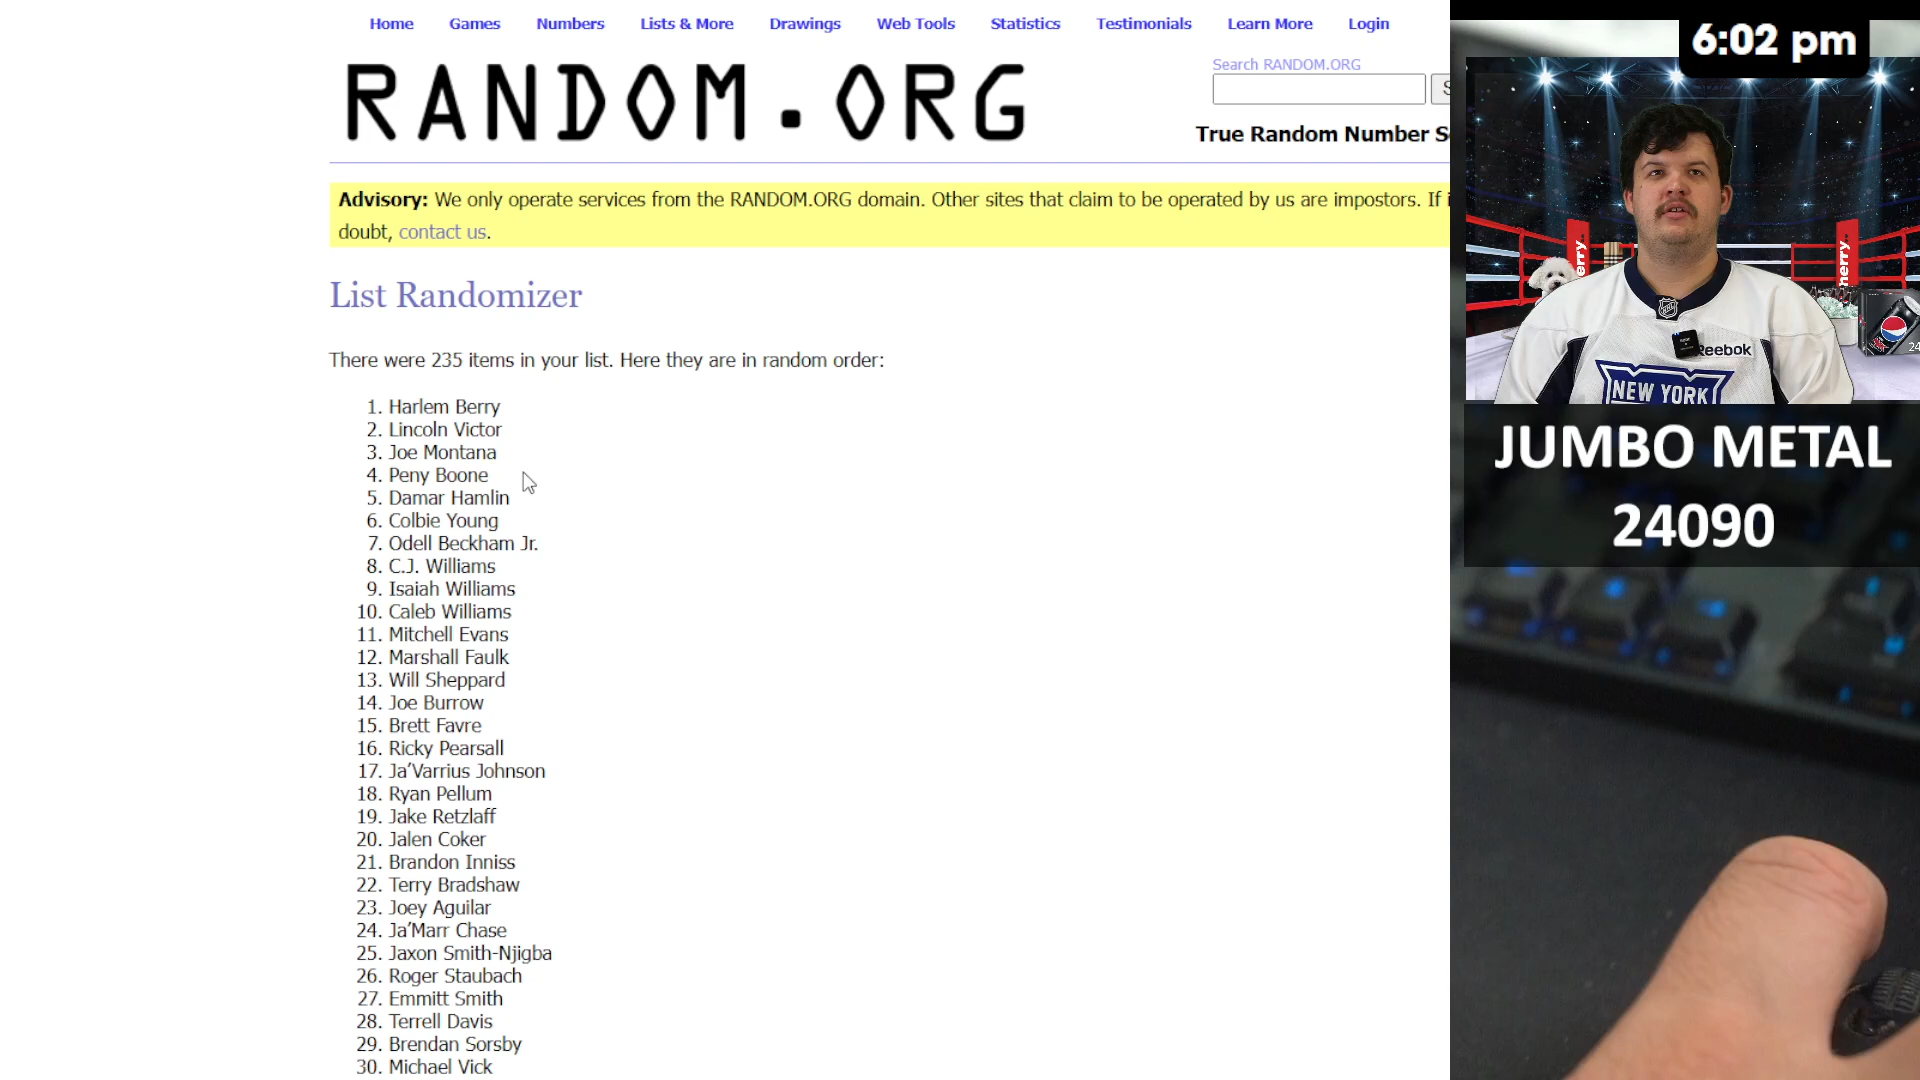 Home Games Numbers Lists & More Drawings Web Tools Statistics Testimonials Learn More Login
6:02 pm
RANDOM.ORG
Search RANDOM.ORG
True Random Number S
Advisory: We only operate services from the RANDOM.ORG domain. Other sites that claim to be operated by us are impostors. If i
doubt, contact us.
List Randomizer
There were 235 items in your list. Here they are in random order:
1. Harlem Berry
2. Lincoln Victor
3. Joe Montana
4. Peny Boone
5. Damar Hamlin
6. Colbie Young
7. Odell Beckham Jr.
8. C.J. Williams
9. Isaiah Williams
10. Caleb Williams
11. Mitchell Evans
12. Marshall Faulk
13. Will Sheppard
14. Joe Burrow
15. Brett Favre
16. Ricky Pearsall
17. Ja'Varrius Johnson
18. Ryan Pellum
19. Jake Retzlaff
20. Jalen Coker
21. Brandon Inniss
22. Terry Bradshaw
23. Joey Aguilar
24. Ja'Marr Chase
25. Jaxon Smith-Njigba
26. Roger Staubach
27. Emmitt Smith
28. Terrell Davis
29. Brendan Sorsby
30. Michael Vick
erry
herry
Reebok
NEW YORK
24
JUMBO METAL
24090